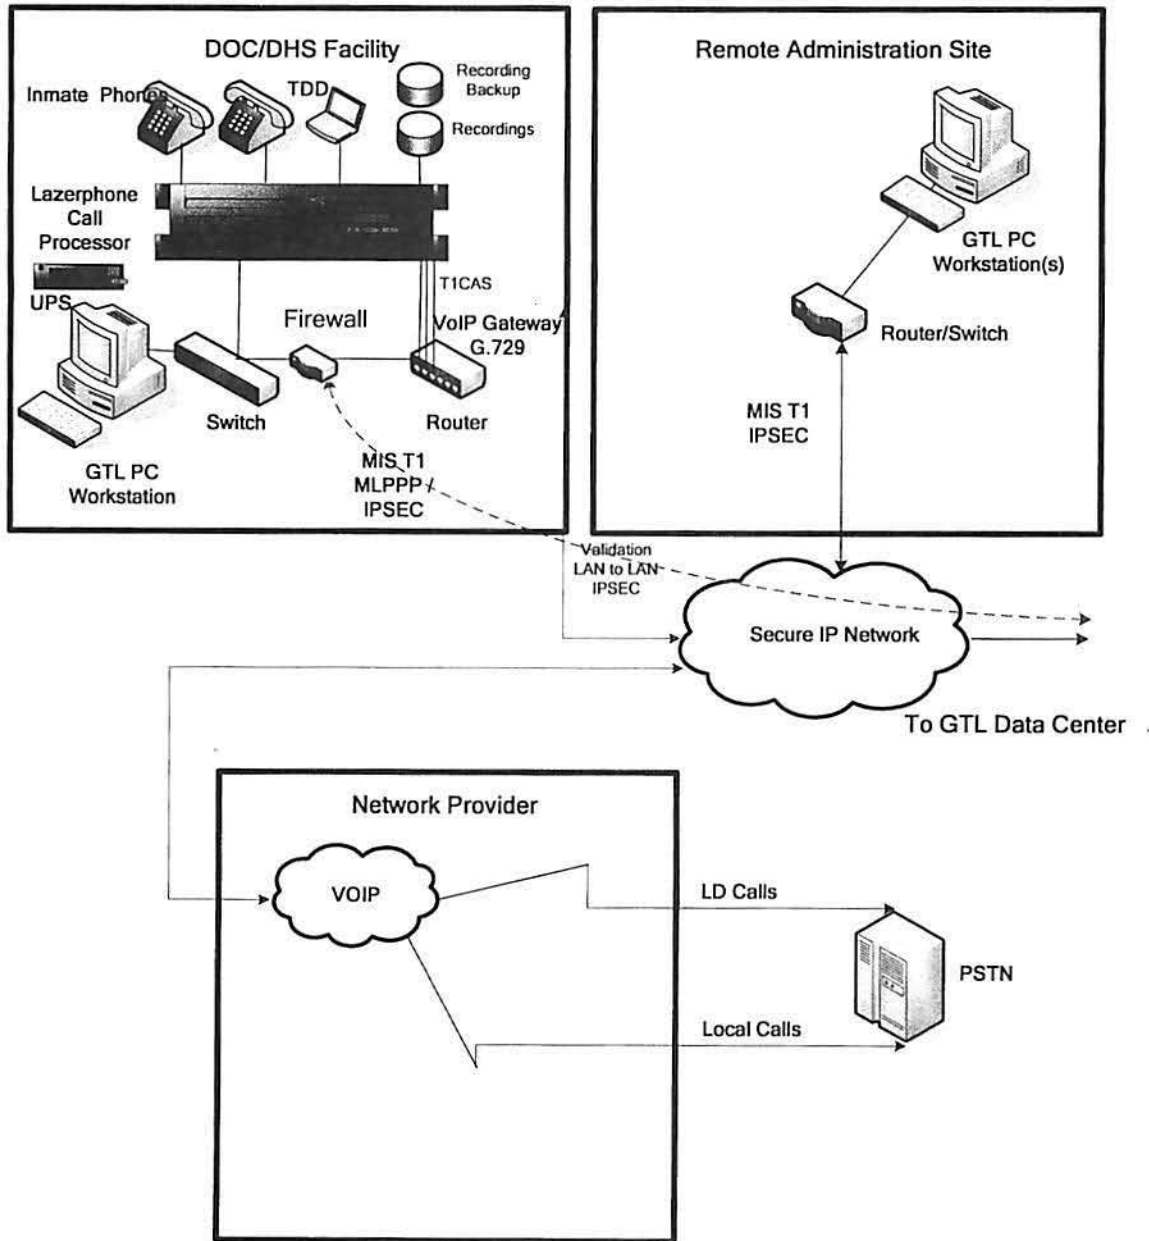 DOC/DHS Facility
Inmate Phones
TDD
Recording
Backup
Recordings
Lazerphone
Call
Processor
UPS
T1CAS
Firewall
VoIP Gateway
G.729
Switch
Router
GTL PC
Workstation
MIS T1
MLPPP /
IPSEC
Remote Administration Site
GTL PC
Workstation(s)
Router/Switch
MIS T1
IPSEC
Validation
LAN to LAN
IPSEC
Secure IP Network
To GTL Data Center
Network Provider
VOIP
LD Calls
PSTN
Local Calls